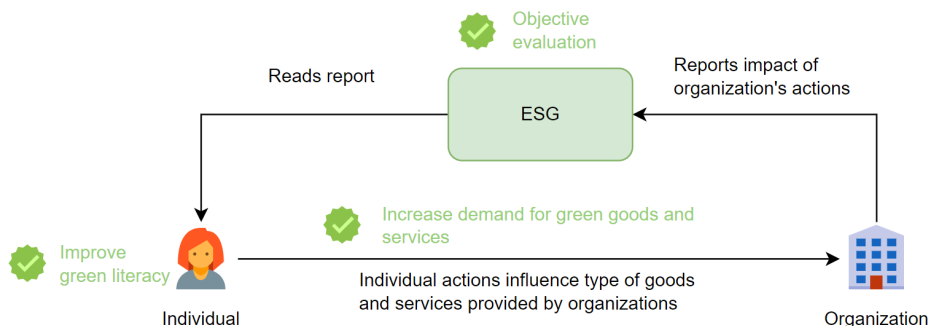 Objective
evaluation
Reads report
Reports impact of
organization's actions
ESG
Increase demand for green goods and
services
Improve
green literacy
Individual actions influence type of goods
and services provided by organizations
Individual
Organization